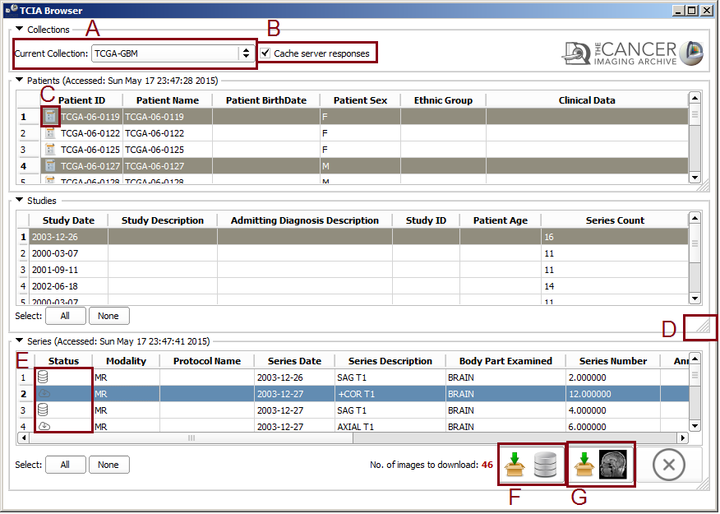 TCIA Browser
A
B
Collections
Current Collection: TCGA-GBM
Cache server responses
THE CANCER
IMAGING ARCHIVE
Patients (Accessed: Sun May 17 23:47:28 2015)
C
Patient ID Patient Name Patient BirthDate Patient Sex Ethnic Group Clinical Data
1 TCGA-06-0119 TCGA-06-0119 F
2 TCGA-06-0122 TCGA-06-0122 F
3 TCGA-06-0125 TCGA-06-0125 F
4 TCGA-06-0127 TCGA-06-0127 M
5 TCGA-06-0128 TCGA-06-0128 M
Studies
Study Date Study Description Admitting Diagnosis Description Study ID Patient Age Series Count
1 2003-12-26 16
2 2000-03-07 11
3 2001-09-11 11
4 2002-06-18 14
5 2000-03-07 11
Select: All None
D
Series (Accessed: Sun May 17 23:47:41 2015)
E
Status Modality Protocol Name Series Date Series Description Body Part Examined Series Number Ann
1 MR 2003-12-26 SAG T1 BRAIN 2.000000
2 MR 2003-12-27 +COR T1 BRAIN 12.000000
3 MR 2003-12-27 SAG T1 BRAIN 4.000000
4 MR 2003-12-27 AXIAL T1 BRAIN 6.000000
Select: All None
No. of images to download: 46
F
G